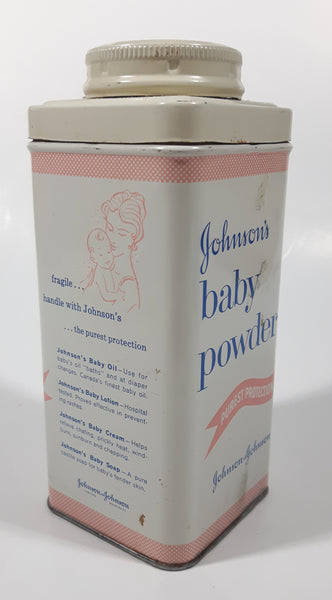 fragile...
handle with Johnson's
...the purest protection
Johnson's Baby Oil—Use for
baby's oil "baths" and at diaper
changes. Canada's finest baby oil.
Johnson's Baby Lotion—Hospital
tested. Proved effective in prevent-
ing rashes.
Johnson's Baby Cream—Helps
relieve chafing, prickly heat, wind-
burn, sunburn and chapping.
Johnson's Baby Soap—A pure
castile soap for baby's tender skin.
Johnson & Johnson
Johnson's
baby
powder
PUREST PROTECTION
Johnson & Johnson